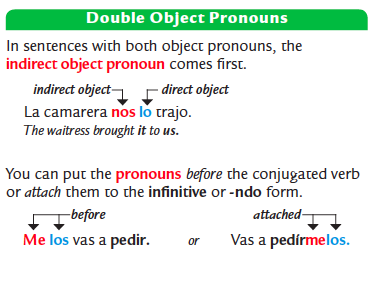 Double Object Pronouns
In sentences with both object pronouns, the
indirect object pronoun comes first.
indirect object direct object
La camarera nos lo trajo.
The waitress brought it to us.
You can put the pronouns before the conjugated verb
or attach them to the infinitive or -ndo form.
before attached
Me los vas a pedir. or Vas a pedírmelos.